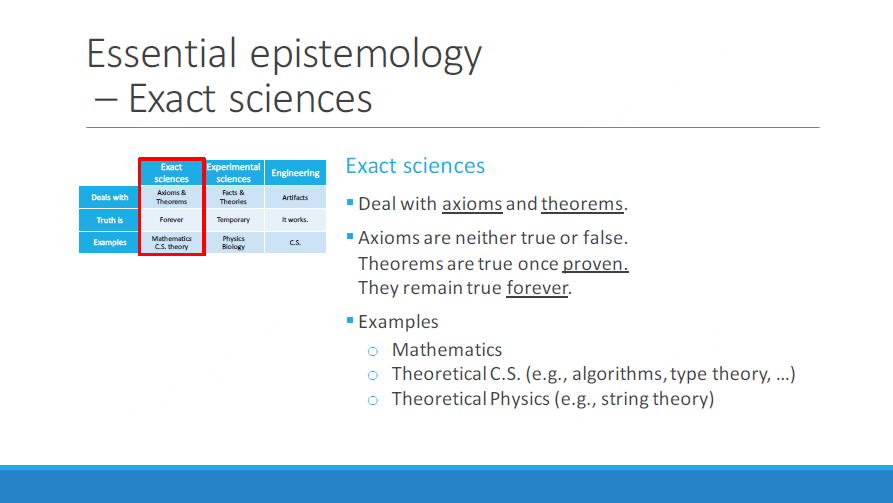 Essential epistemology
– Exact sciences
Exact sciences Experimental sciences Engineering
Deals with Axioms & Theorems Facts & Theories Artifacts
Truth is Forever Temporary It works.
Examples Mathematics C.S. theory Physics Biology C.S.
Exact sciences
▪ Deal with axioms and theorems.
▪ Axioms are neither true or false.
Theorems are true once proven.
They remain true forever.
▪ Examples
○ Mathematics
○ Theoretical C.S. (e.g., algorithms, type theory, …)
○ Theoretical Physics (e.g., string theory)